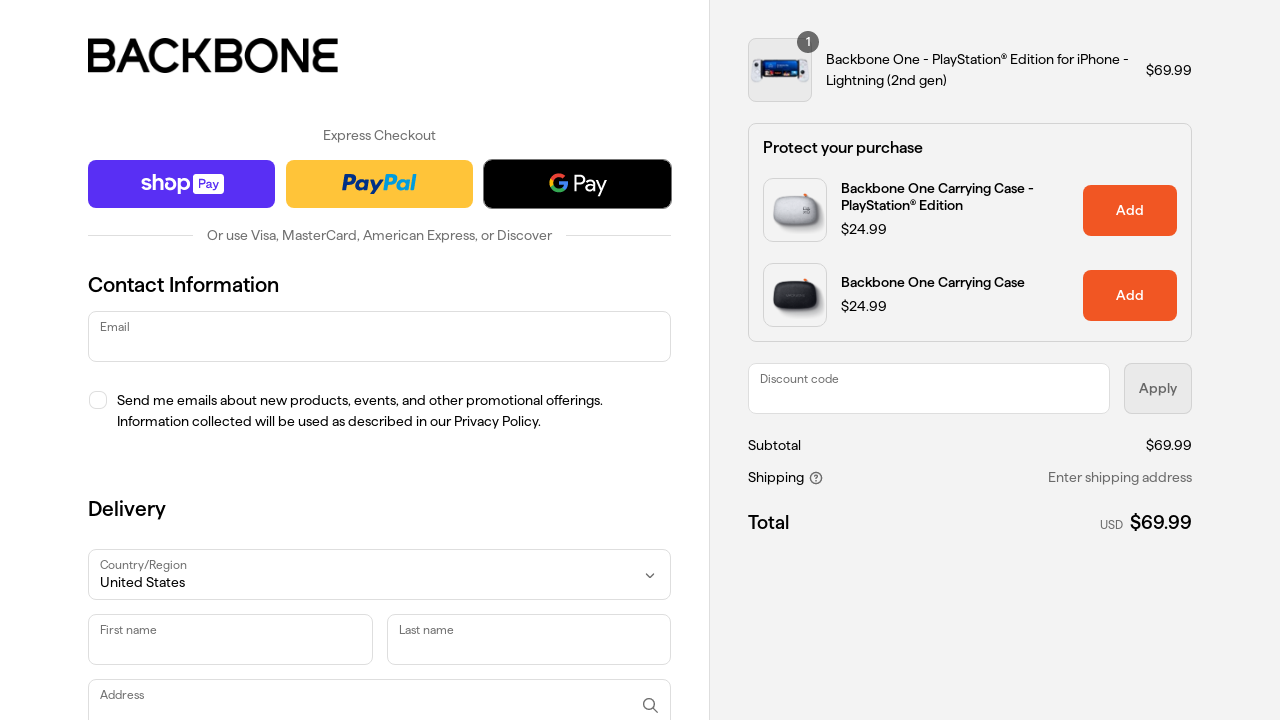 BACKBONE
Express Checkout
shop Pay
PayPal
G Pay
Or use Visa, MasterCard, American Express, or Discover
Contact Information
Email
Send me emails about new products, events, and other promotional offerings.
Information collected will be used as described in our Privacy Policy.
Delivery
Country/Region
United States
First name
Last name
Address
1
Backbone One - PlayStation® Edition for iPhone -
Lightning (2nd gen)
$69.99
Protect your purchase
Backbone One Carrying Case -
PlayStation® Edition
$24.99
Add
Backbone One Carrying Case
$24.99
Add
Discount code
Apply
Subtotal
$69.99
Shipping
Enter shipping address
Total
USD $69.99